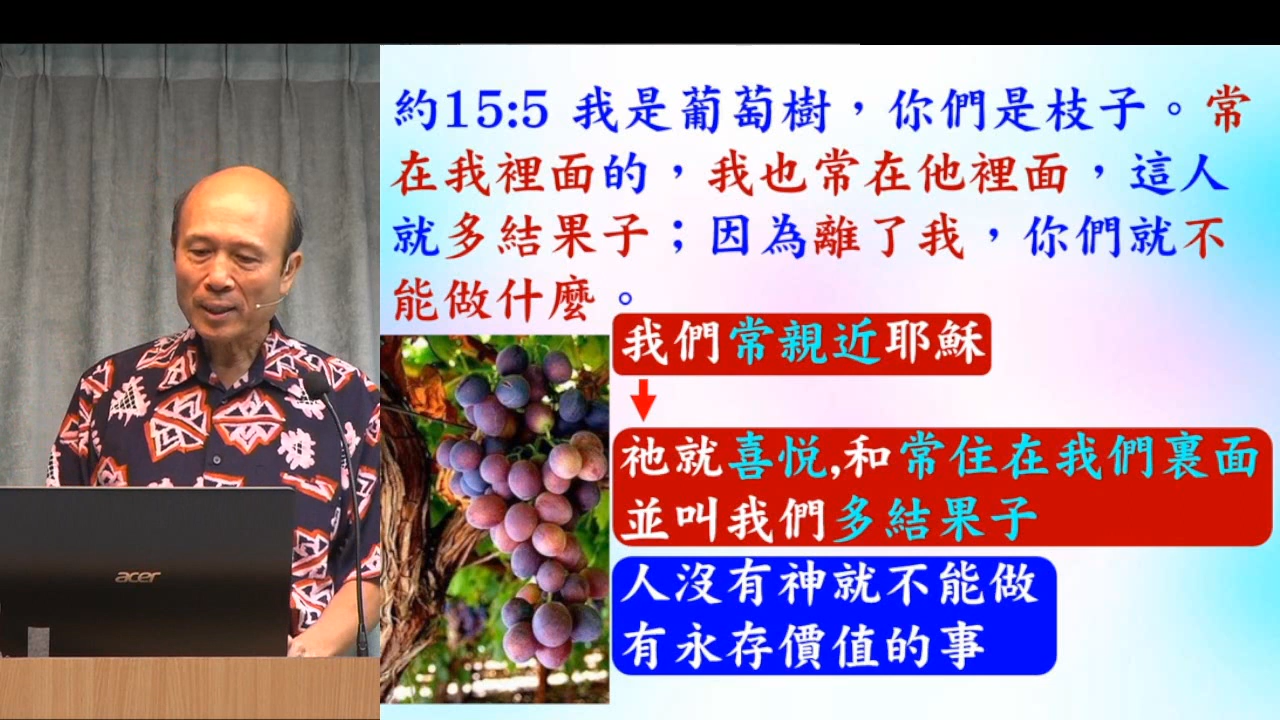 約15:5 我是葡萄樹，你們是枝子。常
在我裡面的，我也常在他裡面，這人
就多結果子；因為離了我，你們就不
能做什麼。
我們常親近耶穌
祂就喜悅,和常住在我們裏面
並叫我們多結果子
人沒有神就不能做
有永存價值的事
acer